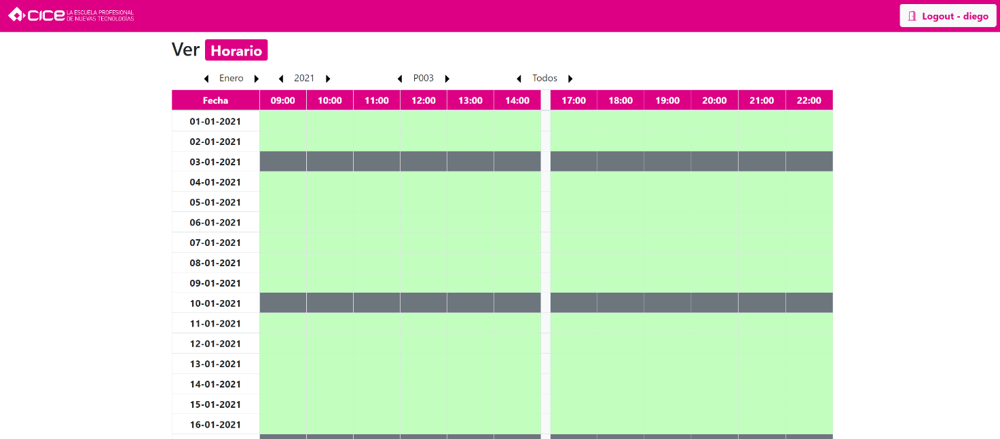 CICE LA ESCUELA PROFESIONAL
DE NUEVAS TECNOLOGÍAS
Logout - diego
Ver Horario
Enero 2021 P003 Todos
Fecha 09:00 10:00 11:00 12:00 13:00 14:00 17:00 18:00 19:00 20:00 21:00 22:00
01-01-2021
02-01-2021
03-01-2021
04-01-2021
05-01-2021
06-01-2021
07-01-2021
08-01-2021
09-01-2021
10-01-2021
11-01-2021
12-01-2021
13-01-2021
14-01-2021
15-01-2021
16-01-2021